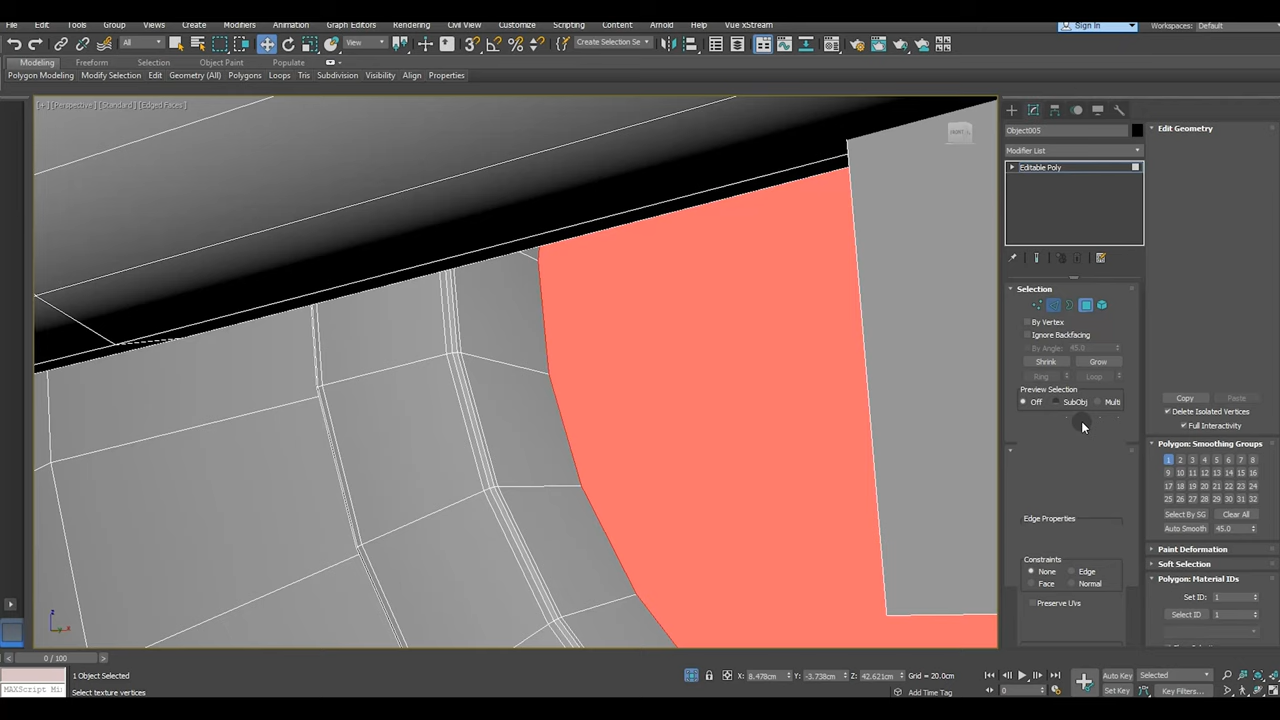 File Edit Tools Group Views Create Modifiers Animation Graph Editors Rendering Civil View Customize Scripting Content Arnold Help Vue xStream Sign In Workspaces: Default
All View Create Selection Se
Modeling Freeform Selection Object Paint Populate
Polygon Modeling Modify Selection Edit Geometry (All) Polygons Loops Tris Subdivision Visibility Align Properties
[+] [Perspective] [Standard] [Edged Faces]
Object005
Edit Geometry
Modifier List
Editable Poly
Selection
By Vertex
Ignore Backfacing
By Angle: 45.0
Shrink Grow
Ring Loop
Preview Selection
Off SubObj Multi
Copy Paste
Delete Isolated Vertices
Full Interactivity
Polygon: Smoothing Groups
1 2 3 4 5 6 7 8
9 10 11 12 13 14 15 16
17 18 19 20 21 22 23 24
25 26 27 28 29 30 31 32
Select By SG Clear All
Auto Smooth 45.0
Edge Properties
Paint Deformation
Constraints
None Edge
Face Normal
Soft Selection
Polygon: Material IDs
Set ID: 1
Preserve UVs
Select ID 1
0 / 100
1 Object Selected
X: 8.478cm Y: -3.738cm Z: 42.621cm Grid = 20.0cm
Auto Key Selected
MAXScript Mi
Select texture vertices
Add Time Tag
0
Set Key Key Filters...